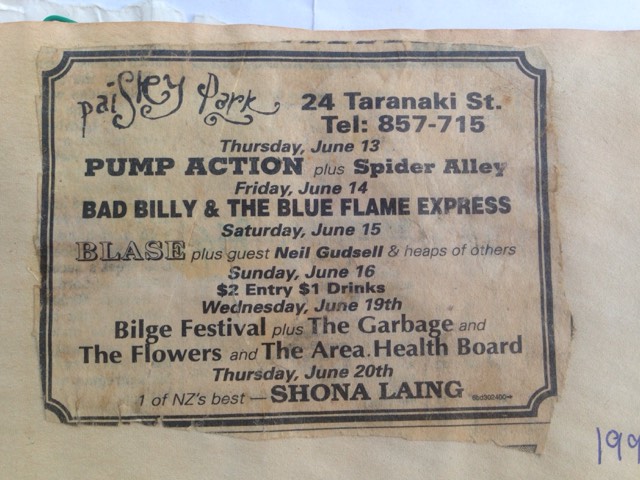 paisley park
24 Taranaki St.
Tel: 857-715
Thursday, June 13
PUMP ACTION plus Spider Alley
Friday, June 14
BAD BILLY & THE BLUE FLAME EXPRESS
Saturday, June 15
BLASE plus guest Neil Gudsell & heaps of others
Sunday, June 16
$2 Entry $1 Drinks
Wednesday, June 19th
Bilge Festival plus The Garbage and
The Flowers and The Area.Health Board
Thursday, June 20th
1 of NZ's best — SHONA LAING
199